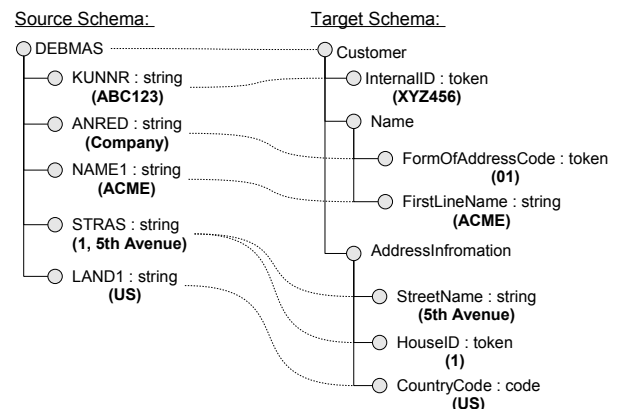 Source Schema:
DEBMAS
KUNNR : string
(ABC123)
ANRED : string
(Company)
NAME1 : string
(ACME)
STRAS : string
(1, 5th Avenue)
LAND1 : string
(US)
Target Schema:
Customer
InternalID : token
(XYZ456)
Name
FormOfAddressCode : token
(01)
FirstLineName : string
(ACME)
AddressInfromation
StreetName : string
(5th Avenue)
HouseID : token
(1)
CountryCode : code
(US)